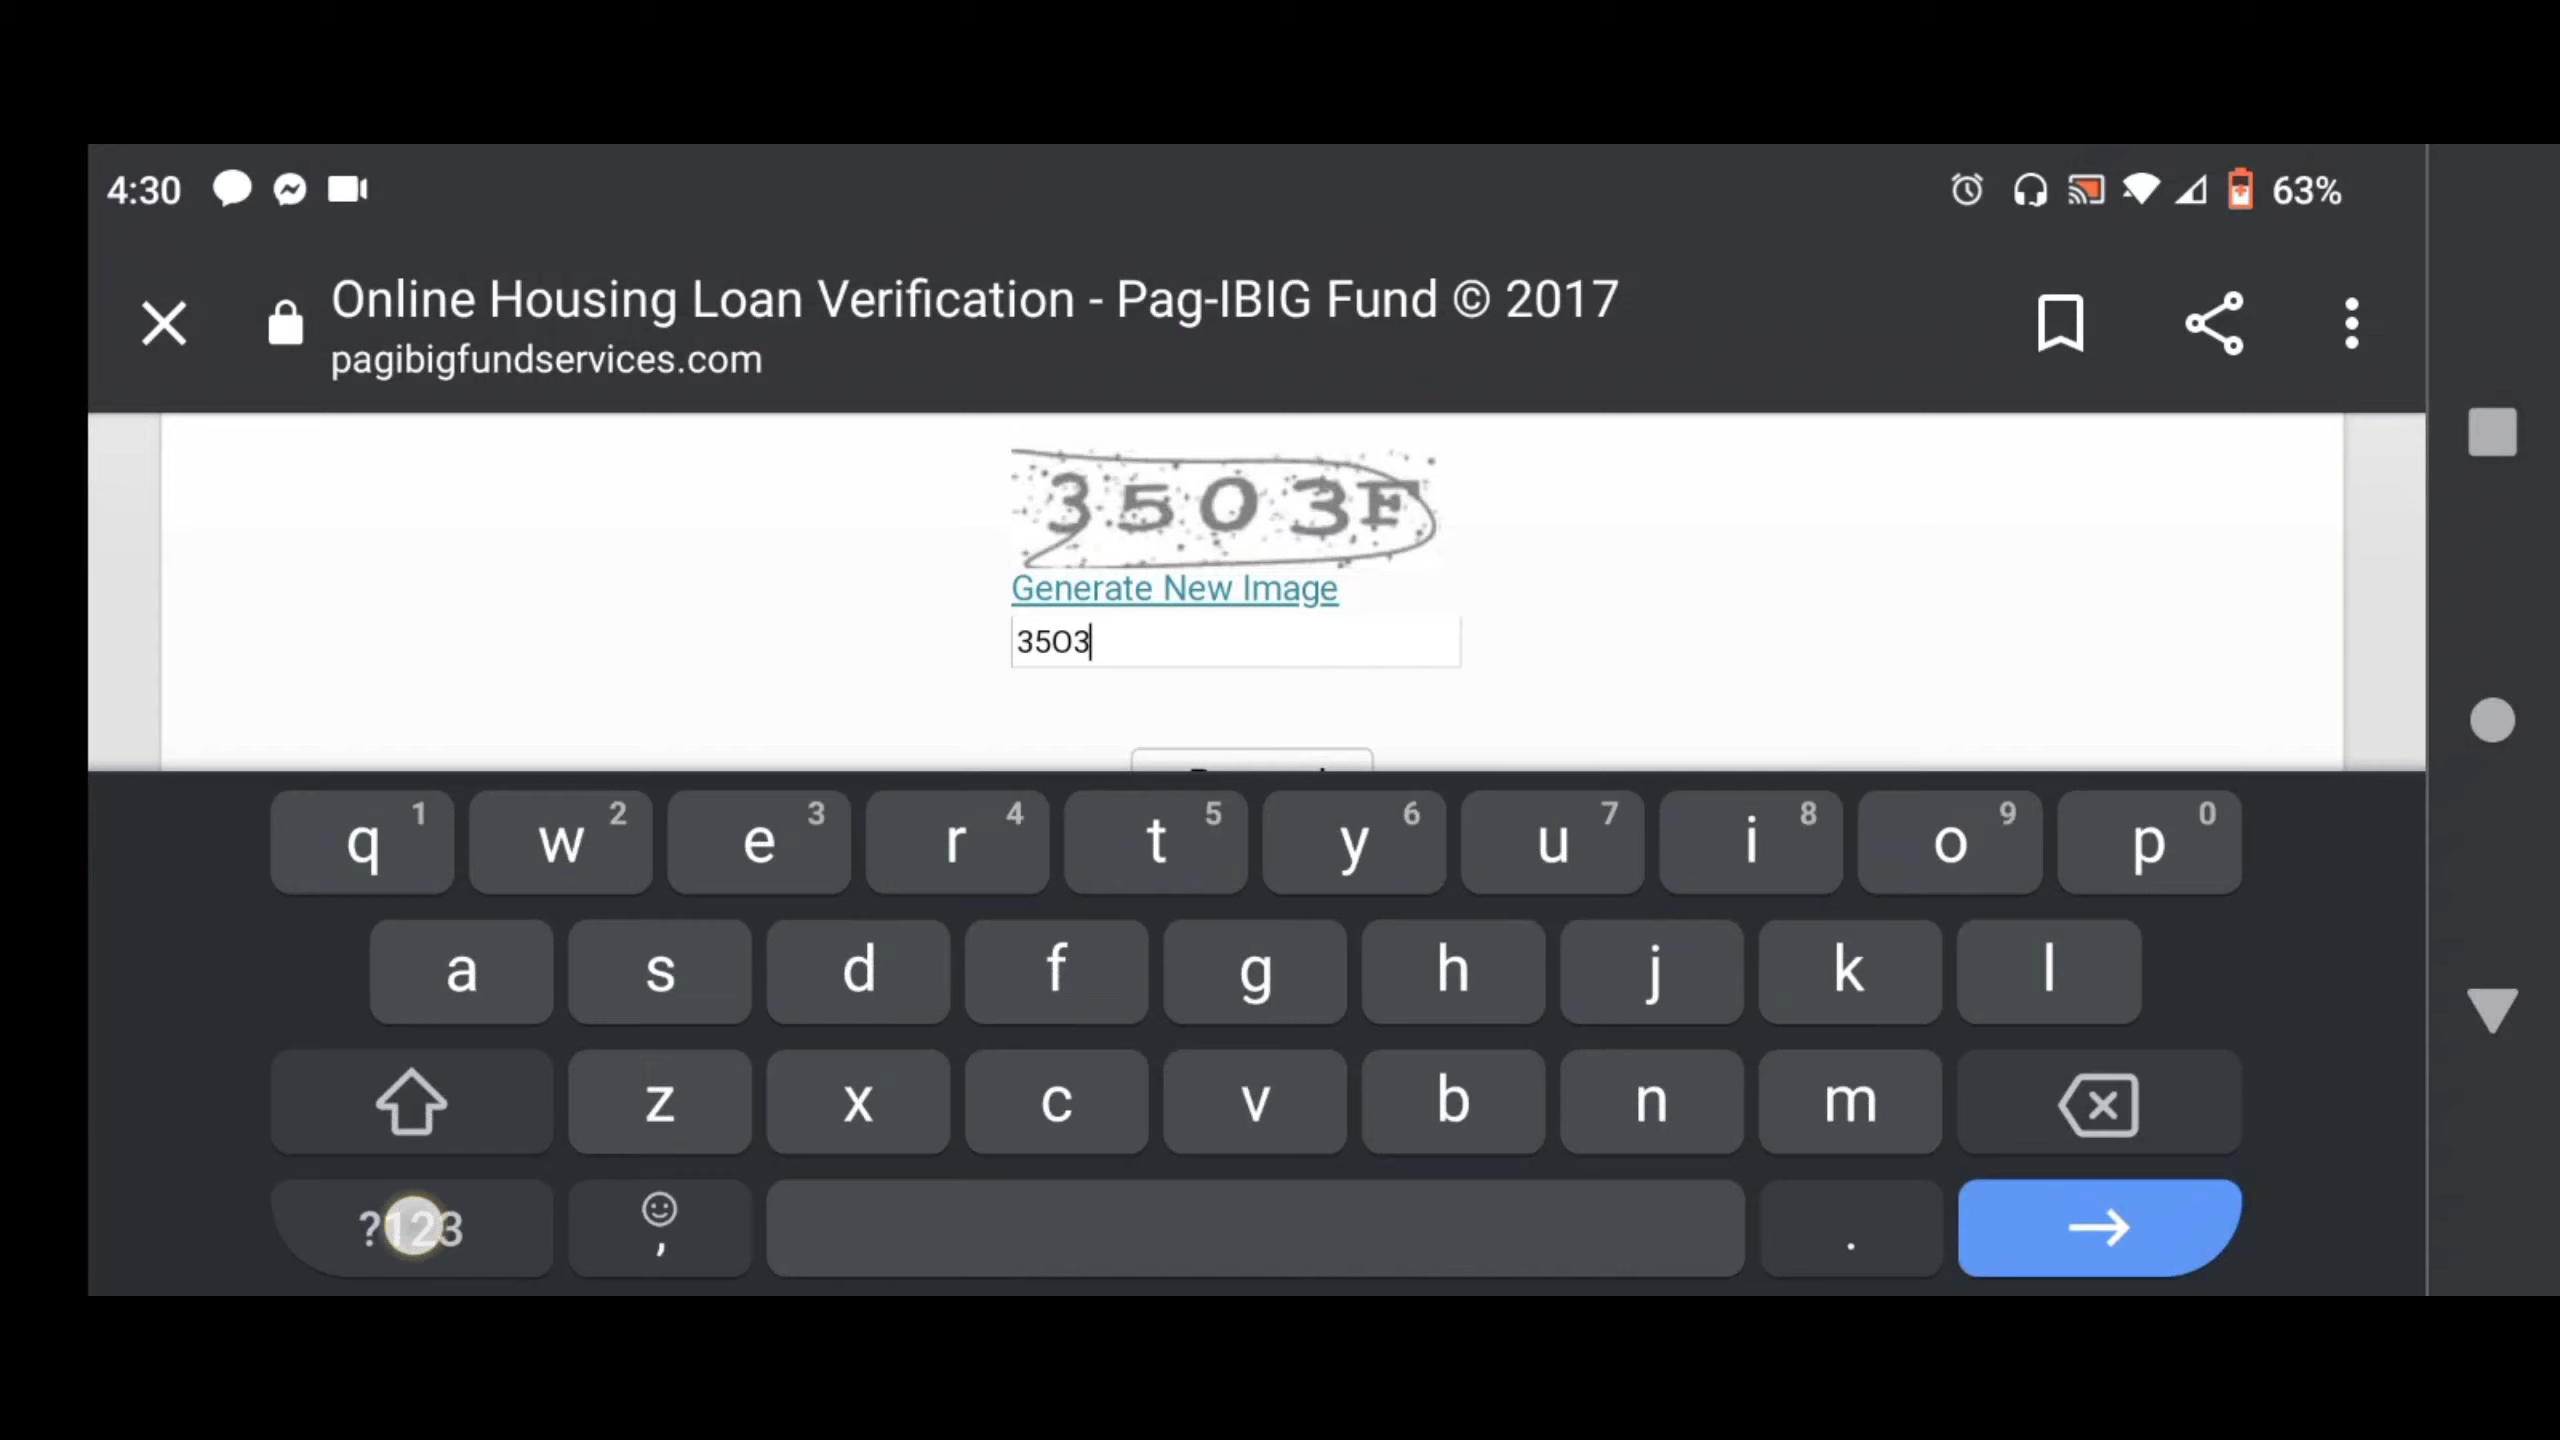 4:30 63%
Online Housing Loan Verification - Pag-IBIG Fund © 2017
pagibigfundservices.com
3503F
Generate New Image
35O3
q 1 w 2 e 3 r 4 t 5 y 6 u 7 i 8 o 9 p 0
a s d f g h j k l
z x c v b n m
?123 , .